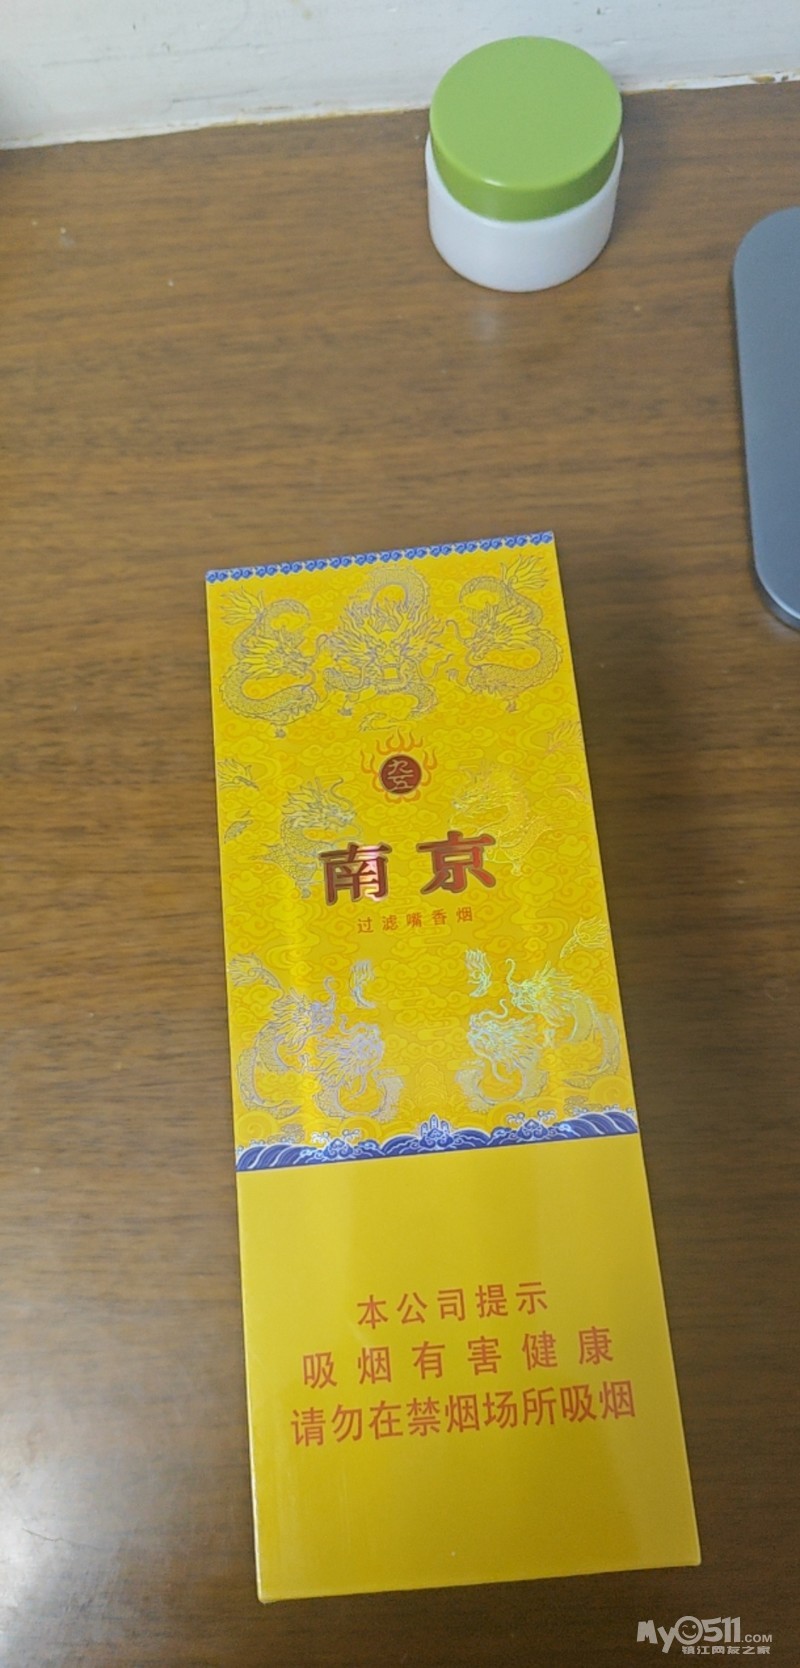 九五
南京
过滤嘴香烟
本公司提示
吸烟有害健康
请勿在禁烟场所吸烟
My0511.COM
镇江网友之家